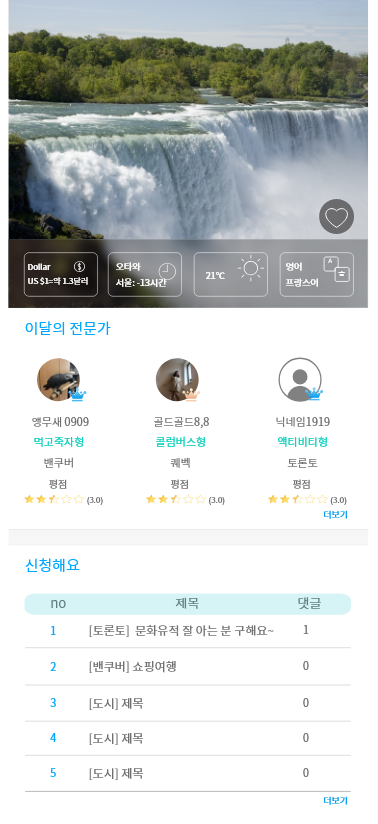 Dollar
US $1=약 1.3달러
오타와
서울: -13시간
21℃
영어
프랑스어
이달의 전문가
앵무새 0909
골드골드8,8
닉네임1919
먹고죽자형
콜럼버스형
액티비티형
밴쿠버
퀘벡
토론토
평점
평점
평점
(3.0)
(3.0)
(3.0)
더보기
신청해요
no 제목 댓글
1 [토론토] 문화유적 잘 아는 분 구해요~ 1
2 [밴쿠버] 쇼핑여행 0
3 [도시] 제목 0
4 [도시] 제목 0
5 [도시] 제목 0
더보기